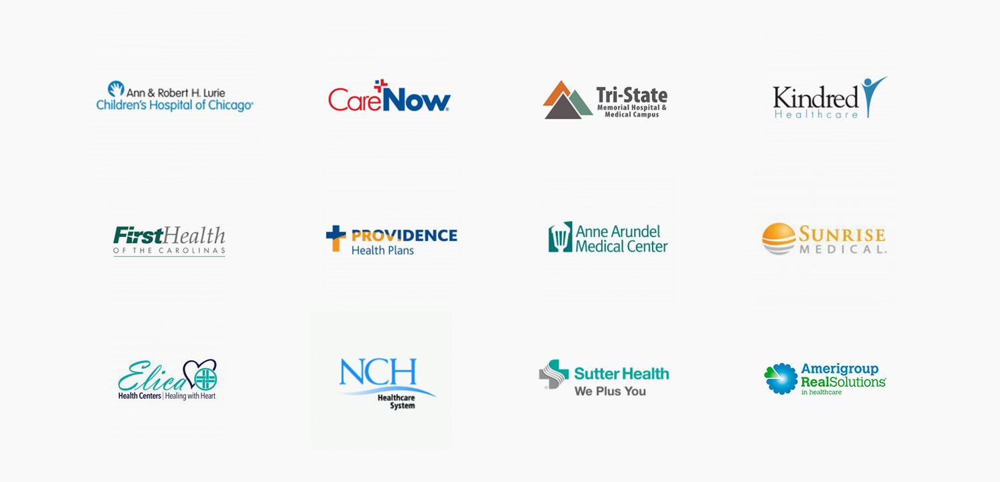 Ann & Robert H. Lurie
Children's Hospital of Chicago®
CareNow®
Tri-State
Memorial Hospital &
Medical Campus
Kindred
Healthcare
FirstHealth
OF THE CAROLINAS
PROVIDENCE
Health Plans
Anne Arundel
Medical Center
SUNRISE
MEDICAL.
Elica
Health Centers | Healing with Heart
NCH
Healthcare
System
Sutter Health
We Plus You
®
Amerigroup
RealSolutions®
in healthcare